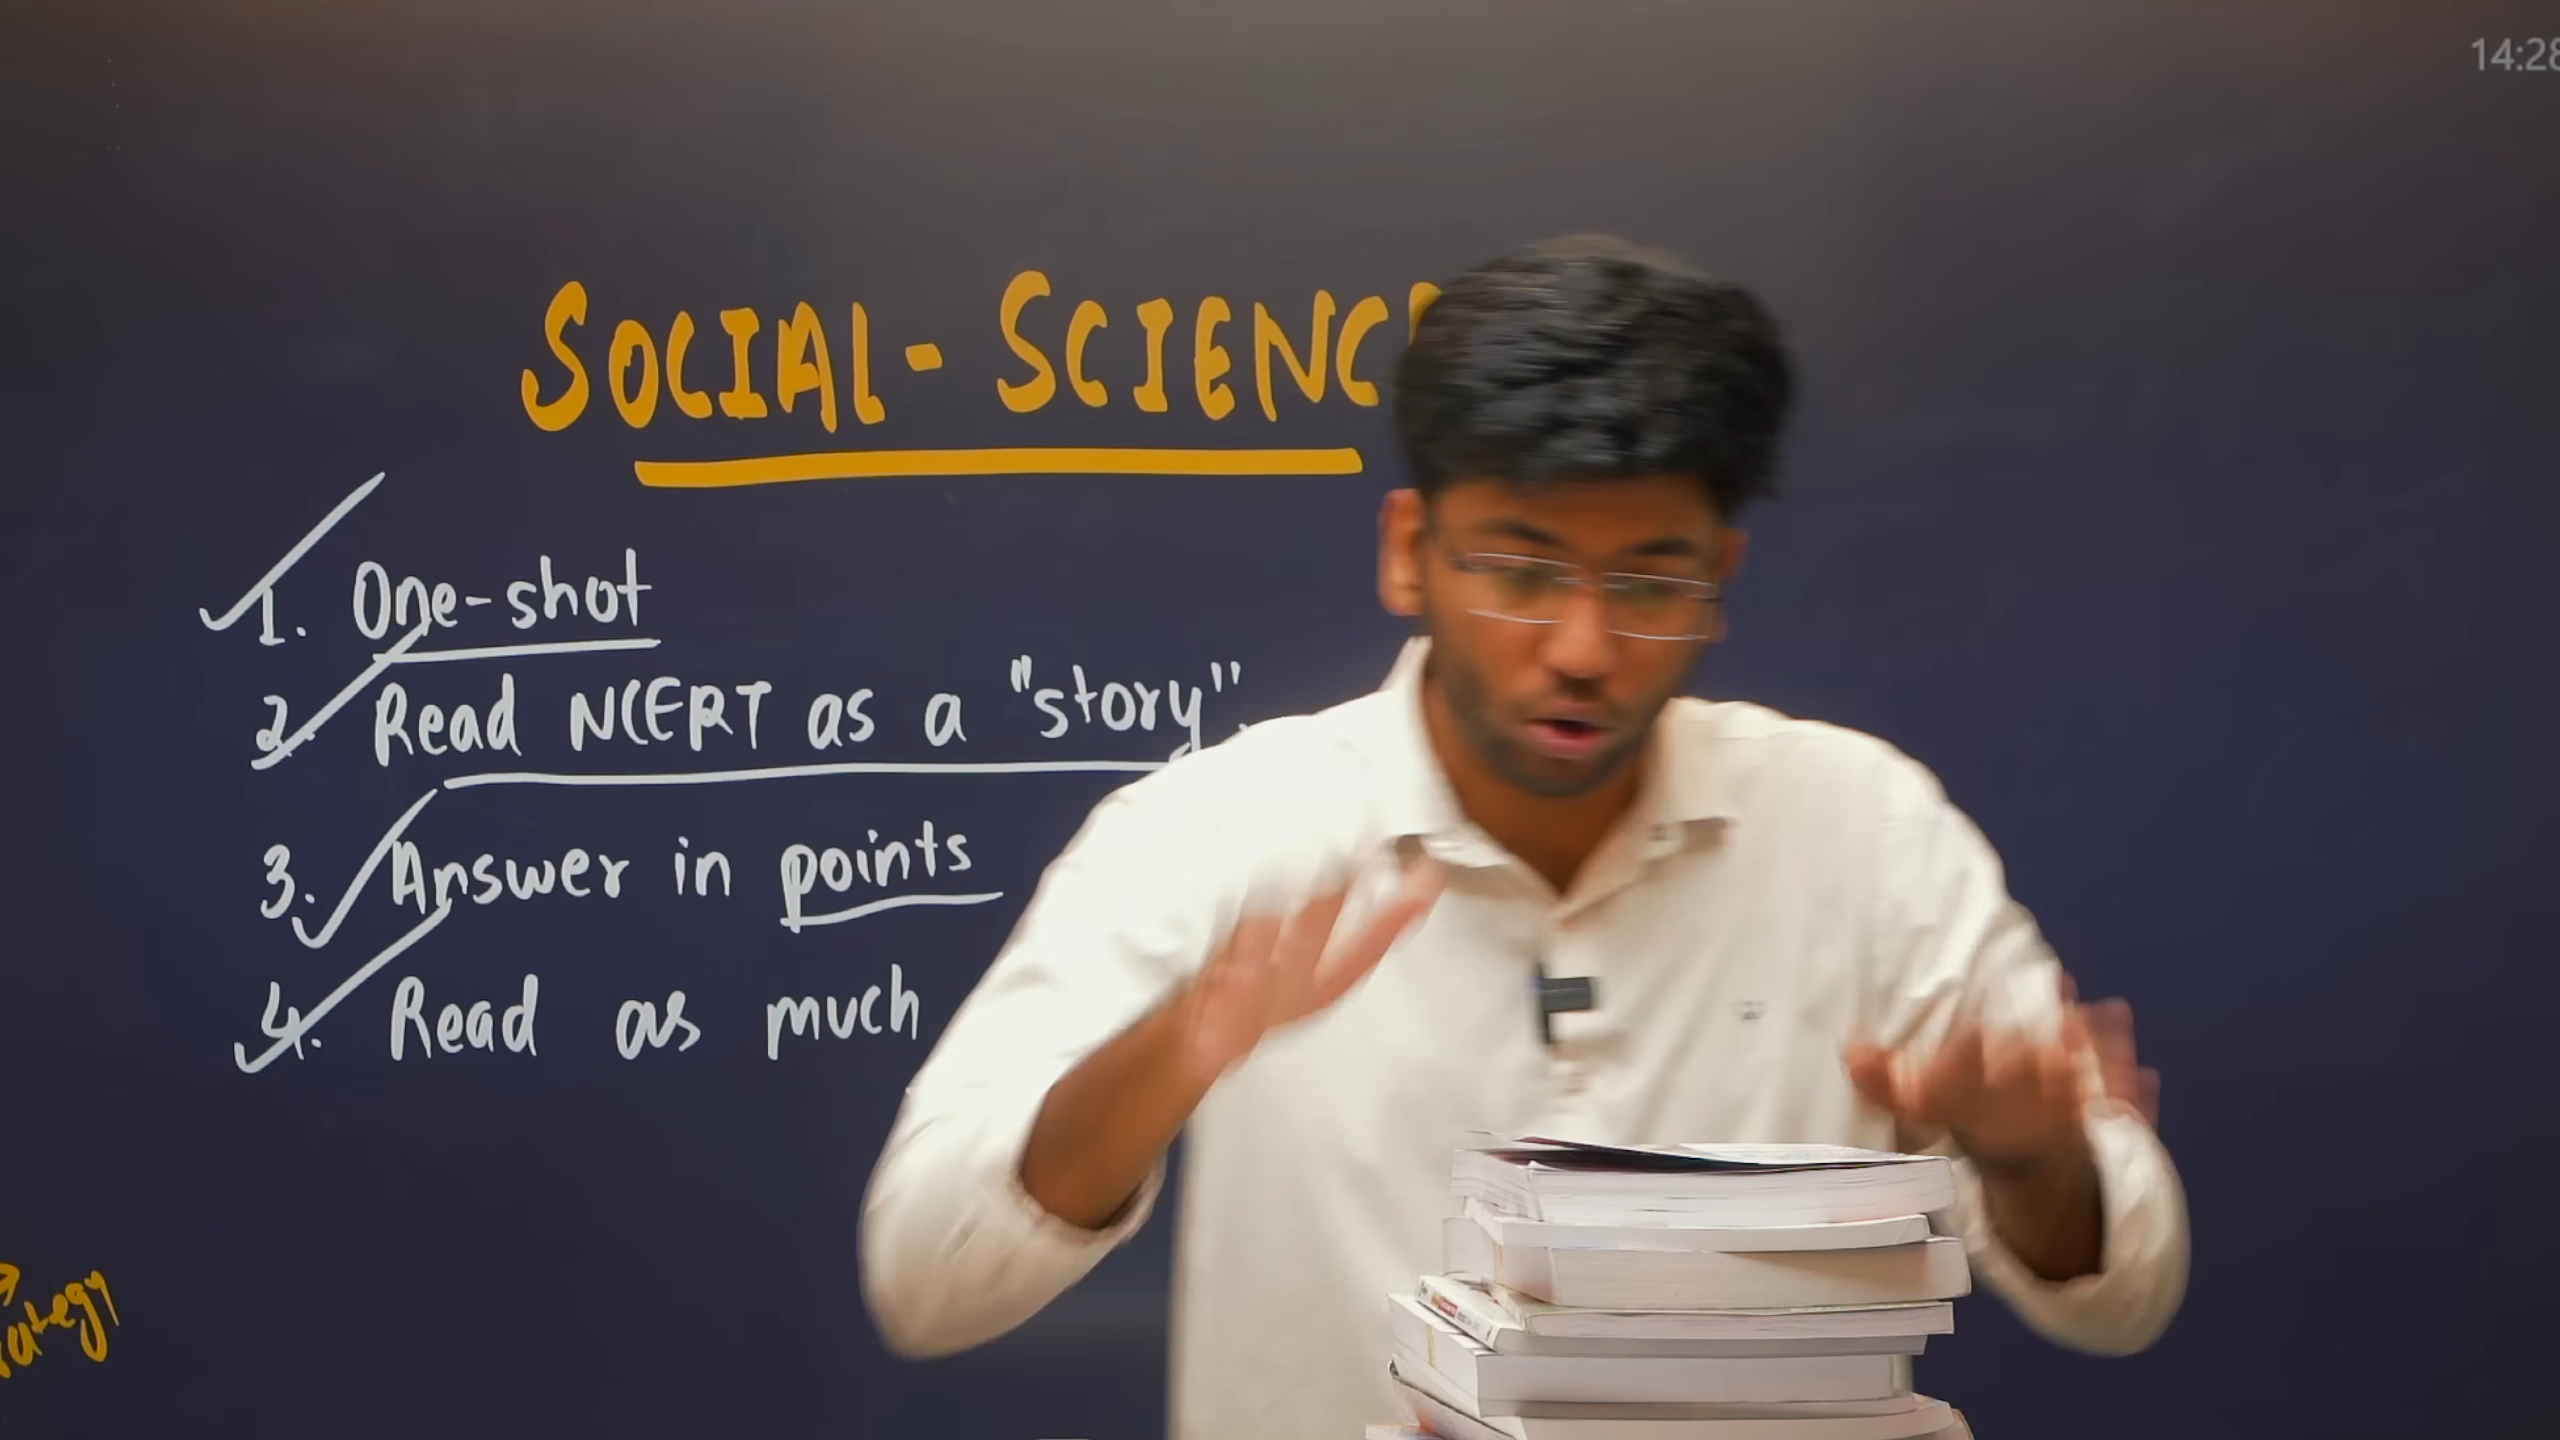 14:28
SOCIAL-SCIENC
1. One-shot
2. Read NCERT as a "story".
3. Answer in points
4. Read as much
ategy